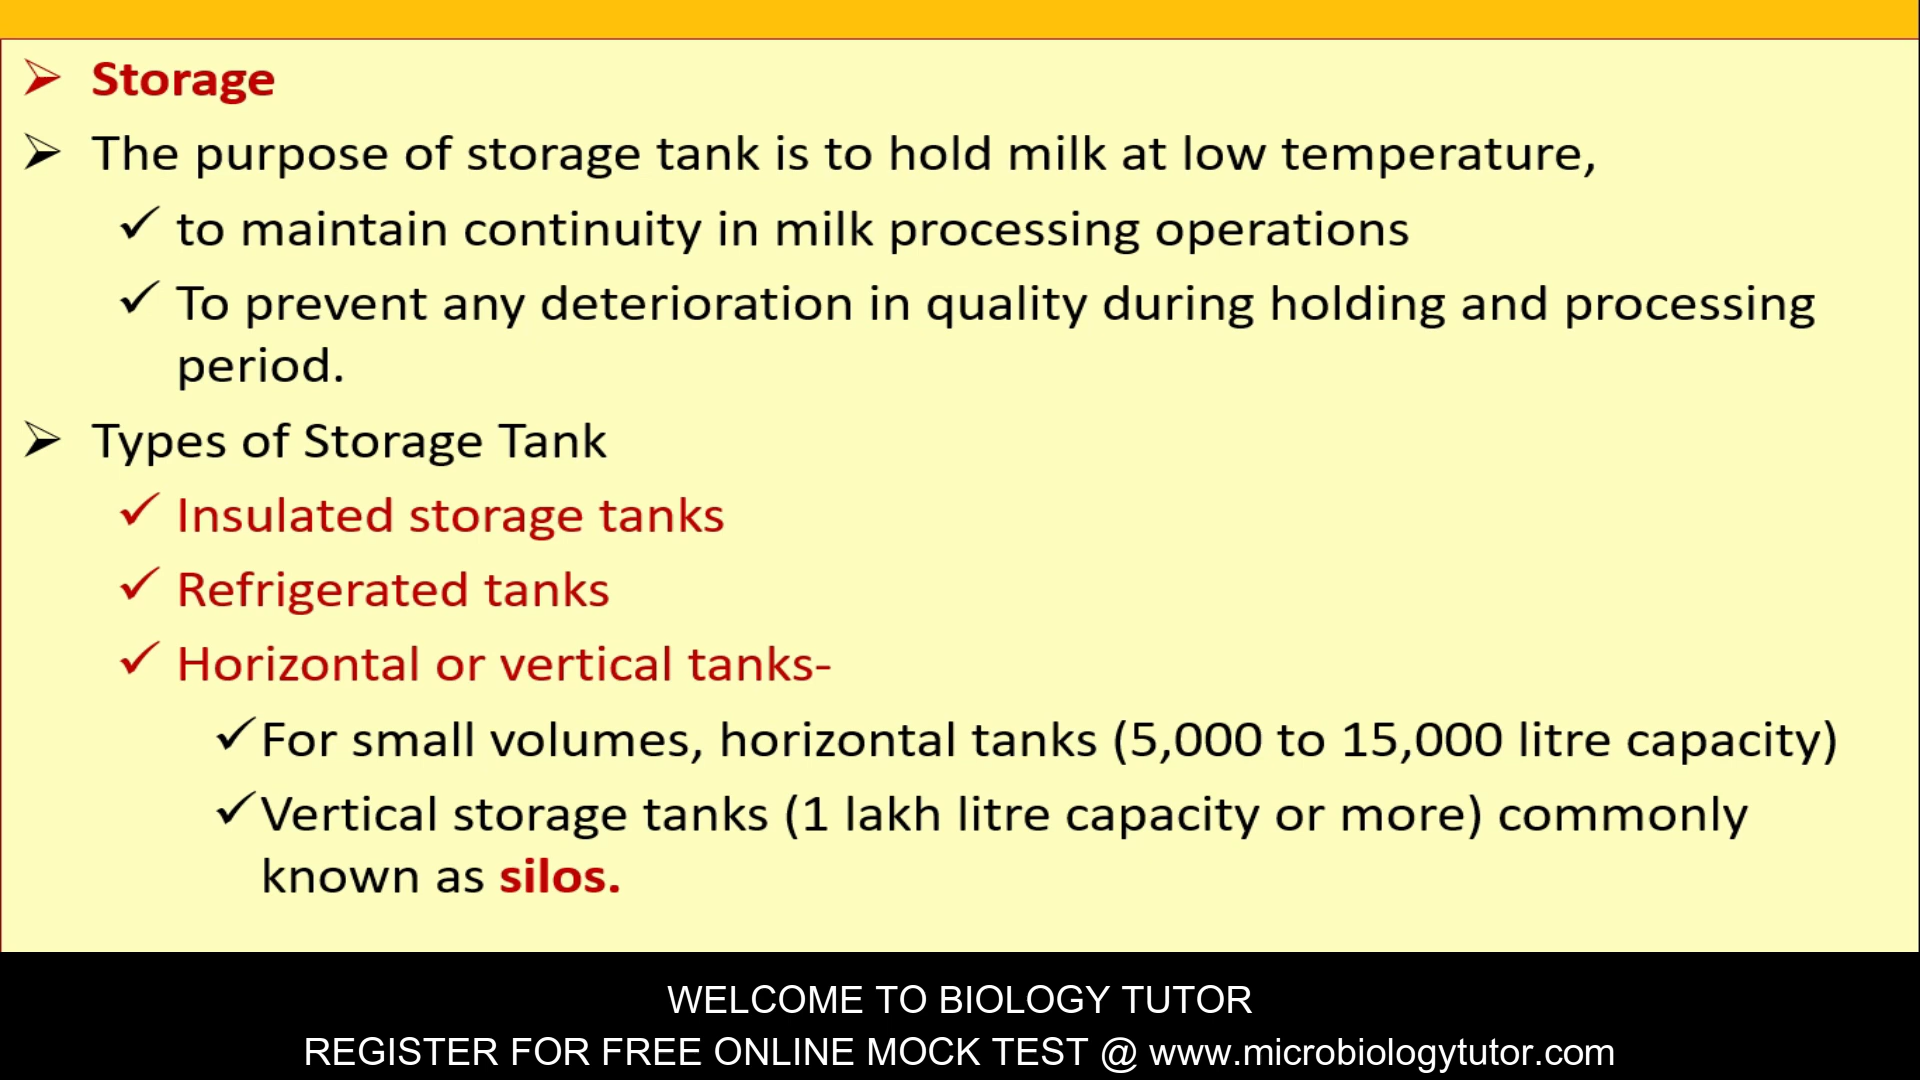 Storage
The purpose of storage tank is to hold milk at low temperature,
to maintain continuity in milk processing operations
To prevent any deterioration in quality during holding and processing
period.
Types of Storage Tank
Insulated storage tanks
Refrigerated tanks
Horizontal or vertical tanks-
For small volumes, horizontal tanks (5,000 to 15,000 litre capacity)
Vertical storage tanks (1 lakh litre capacity or more) commonly
known as silos.
WELCOME TO BIOLOGY TUTOR
REGISTER FOR FREE ONLINE MOCK TEST @ www.microbiologytutor.com